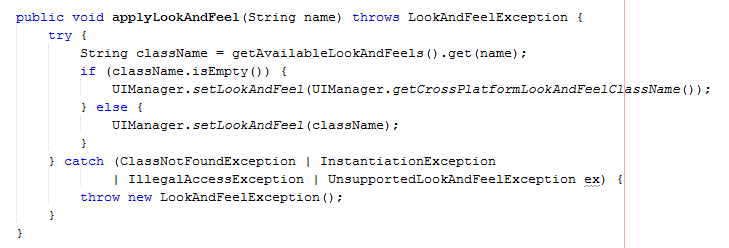 public void applyLookAndFeel(String name) throws LookAndFeelException {
    try {
        String className = getAvailableLookAndFeels().get(name);
        if (className.isEmpty()) {
            UIManager.setLookAndFeel(UIManager.getCrossPlatformLookAndFeelClassName());
        } else {
            UIManager.setLookAndFeel(className);
        }
    } catch (ClassNotFoundException | InstantiationException
            | IllegalAccessException | UnsupportedLookAndFeelException ex) {
        throw new LookAndFeelException();
    }
}